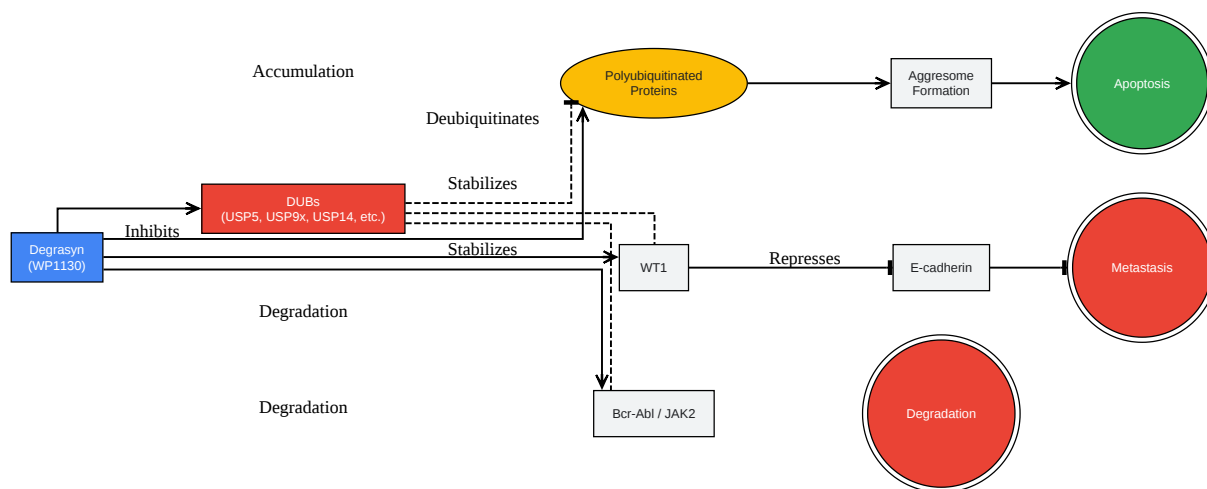 Accumulation
Polyubiquitinated
Proteins
Aggresome
Formation
Apoptosis
Deubiquitinates
Stabilizes
DUBs
(USP5, USP9x, USP14, etc.)
Inhibits
Degrasyn
(WP1130)
Stabilizes
WT1
Represses
E-cadherin
Metastasis
Degradation
Degradation
Bcr-Abl / JAK2
Degradation